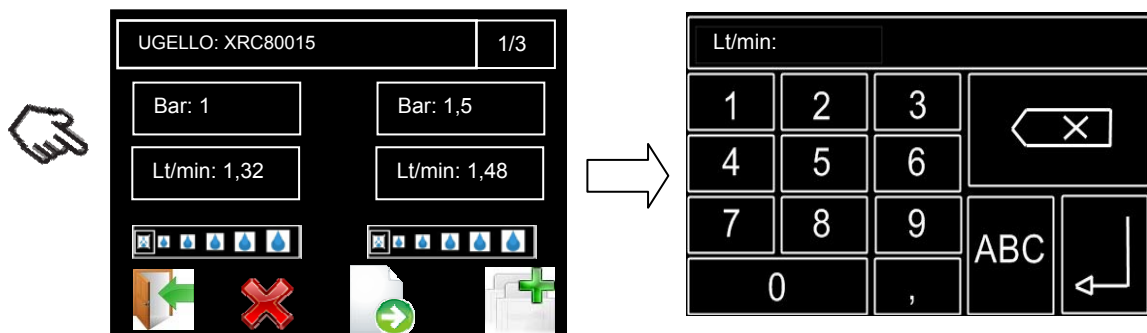 UGELLO: XRC80015 1/3
Bar: 1 Bar: 1,5
Lt/min: 1,32 Lt/min: 1,48
Lt/min:
1 2 3
4 5 6
7 8 9 ABC
0 ,